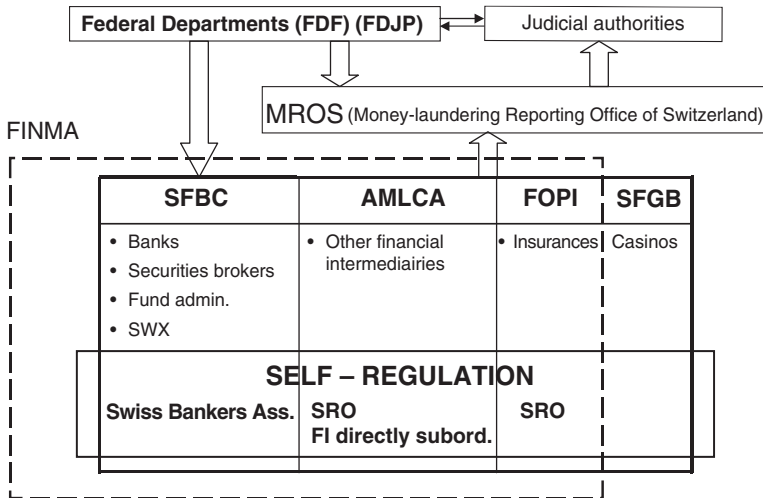 Federal Departments (FDF) (FDJP)
Judicial authorities
MROS (Money-laundering Reporting Office of Switzerland)
FINMA
SFBC
AMLCA
FOPI
SFGB
• Banks
• Securities brokers
• Fund admin.
• SWX
• Other financial
intermediairies
• Insurances
Casinos
SELF – REGULATION
Swiss Bankers Ass.
SRO
FI directly subord.
SRO